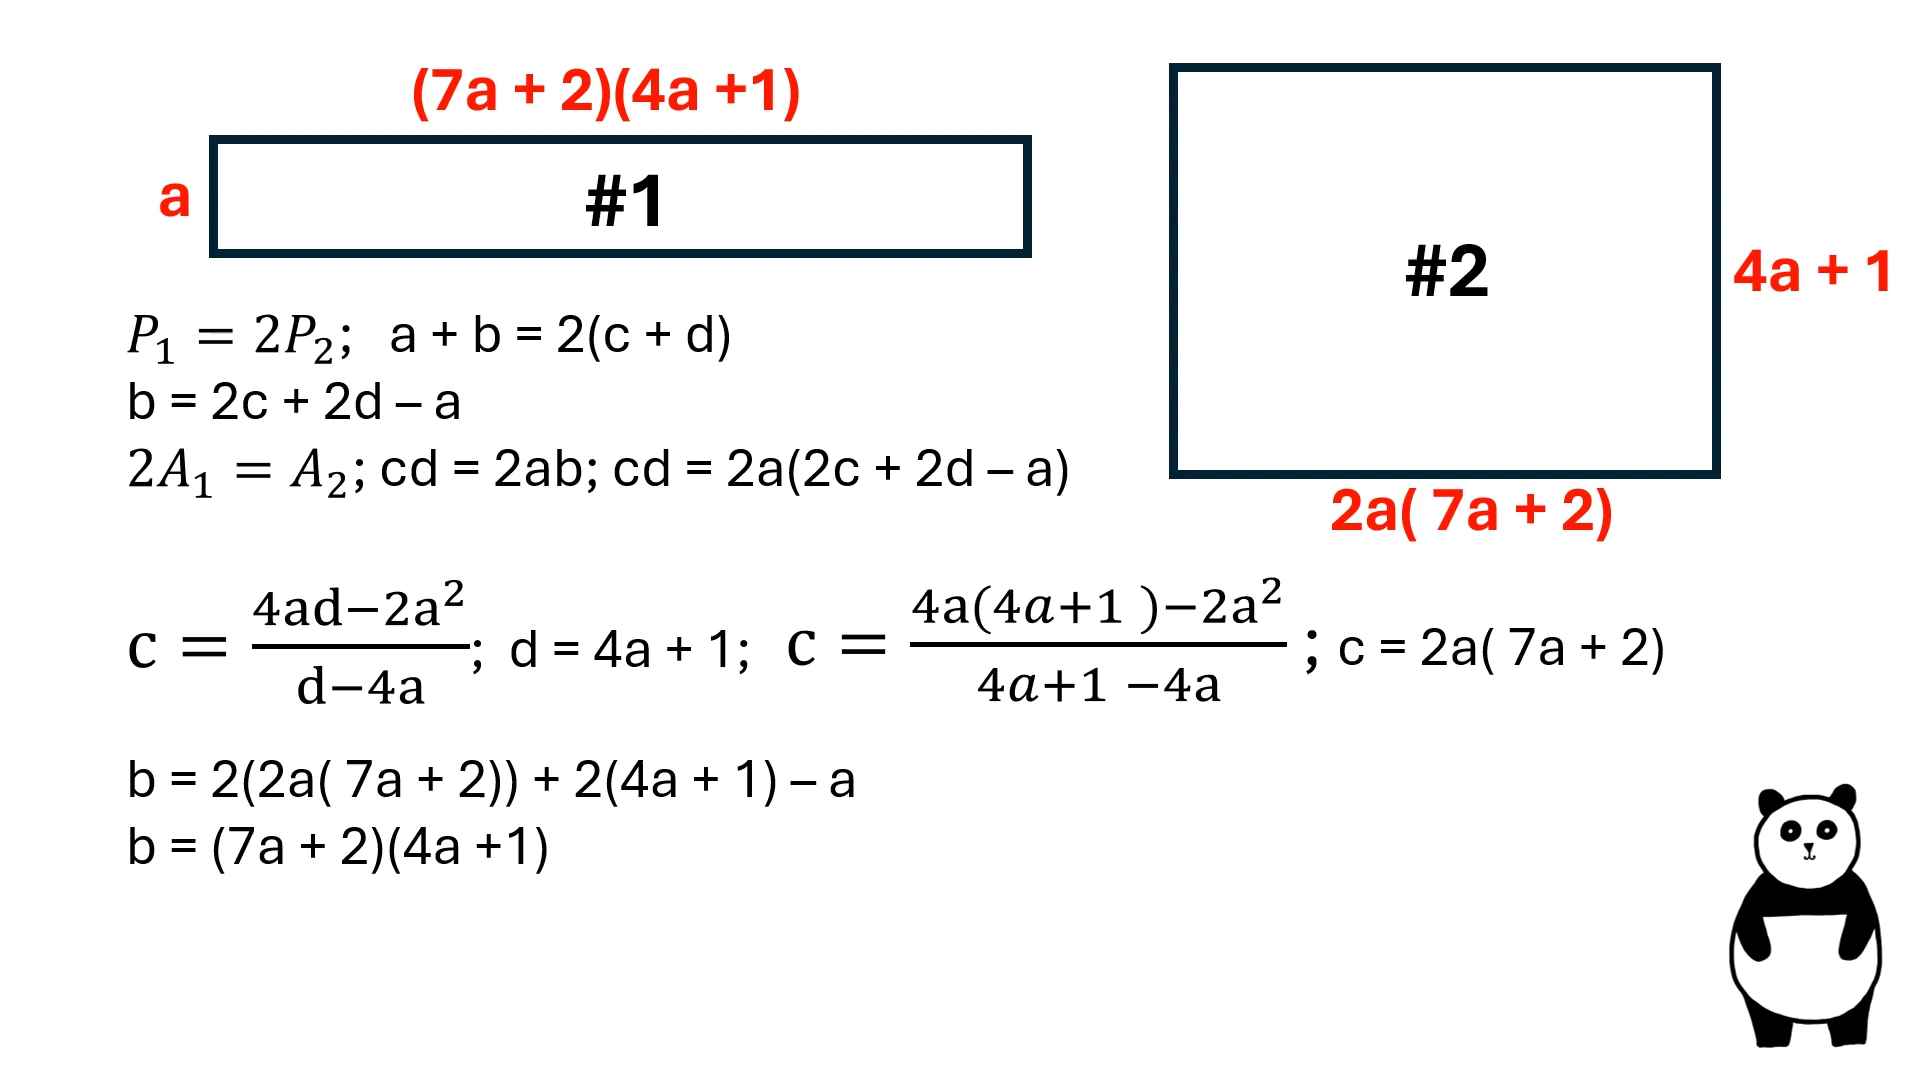 (7a + 2)(4a +1)
a
#1
#2
4a + 1
2a( 7a + 2)
P₁ = 2P₂;  a + b = 2(c + d)
b = 2c + 2d – a
2A₁ = A₂; cd = 2ab; cd = 2a(2c + 2d – a)
c = (4ad−2a²)/(d−4a);  d = 4a + 1;  c = (4a(4a+1 )−2a²)/(4a+1 −4a) ; c = 2a( 7a + 2)
b = 2(2a( 7a + 2)) + 2(4a + 1) – a
b = (7a + 2)(4a +1)